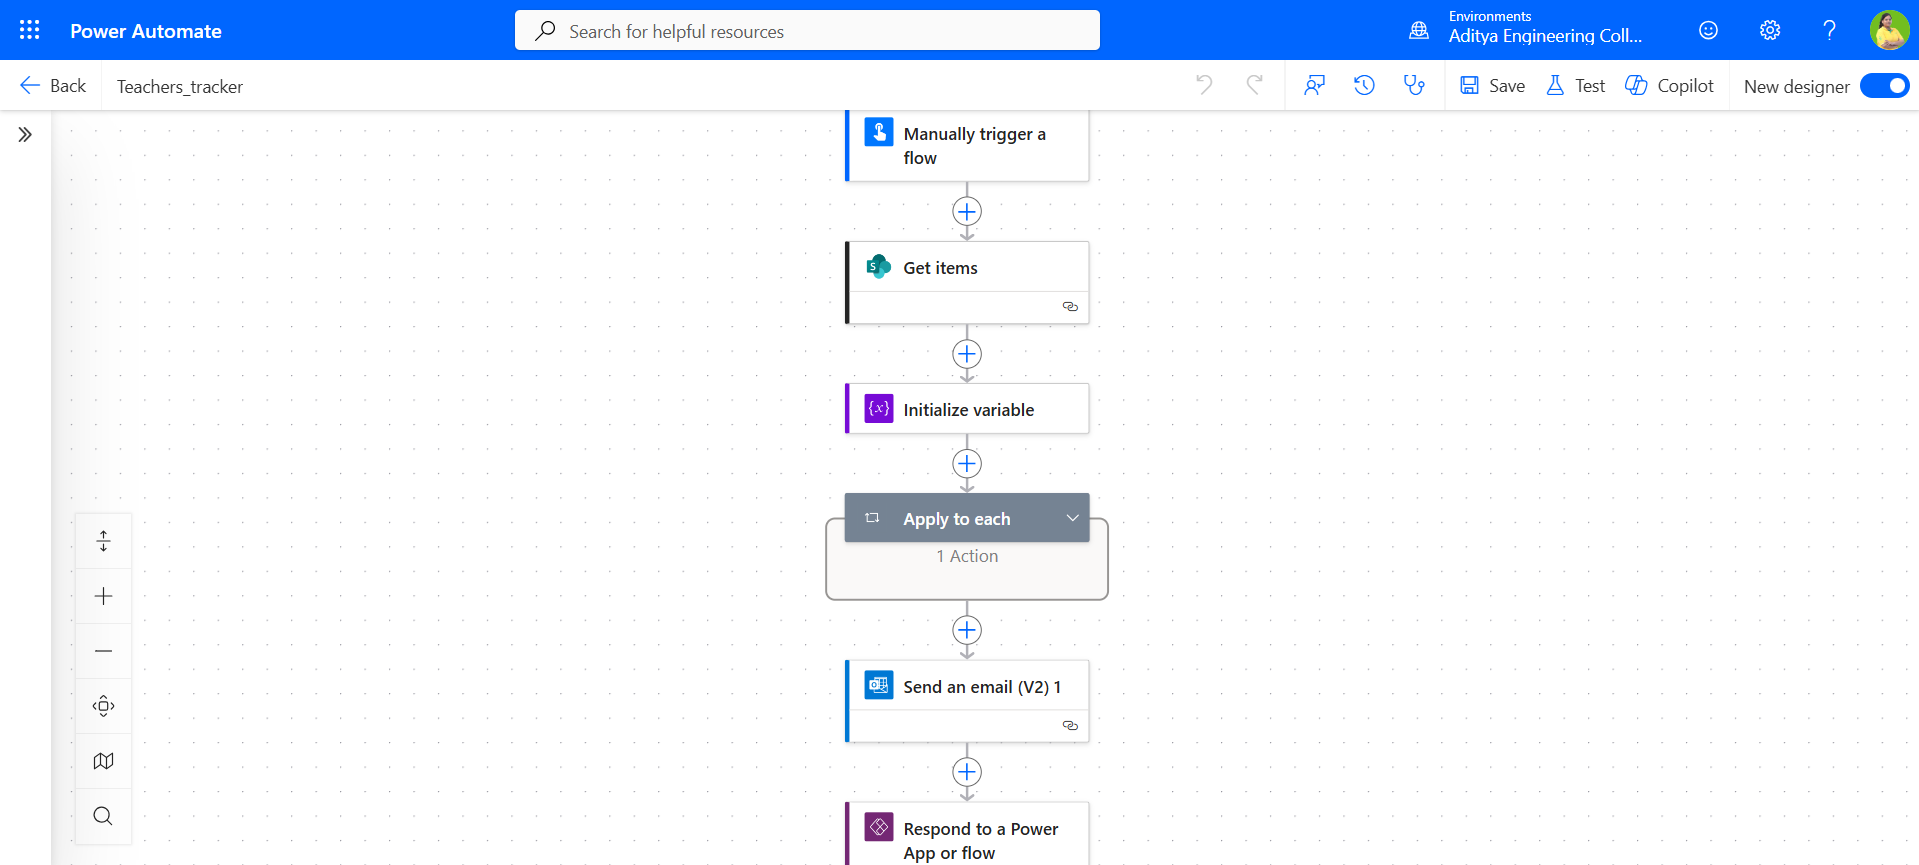 Power Automate
Search for helpful resources
Environments
Aditya Engineering Coll...
Back
Teachers_tracker
Save
Test
Copilot
New designer
Manually trigger a
flow
S
Get items
{x}
Initialize variable
Apply to each
1 Action
Send an email (V2) 1
Respond to a Power
App or flow